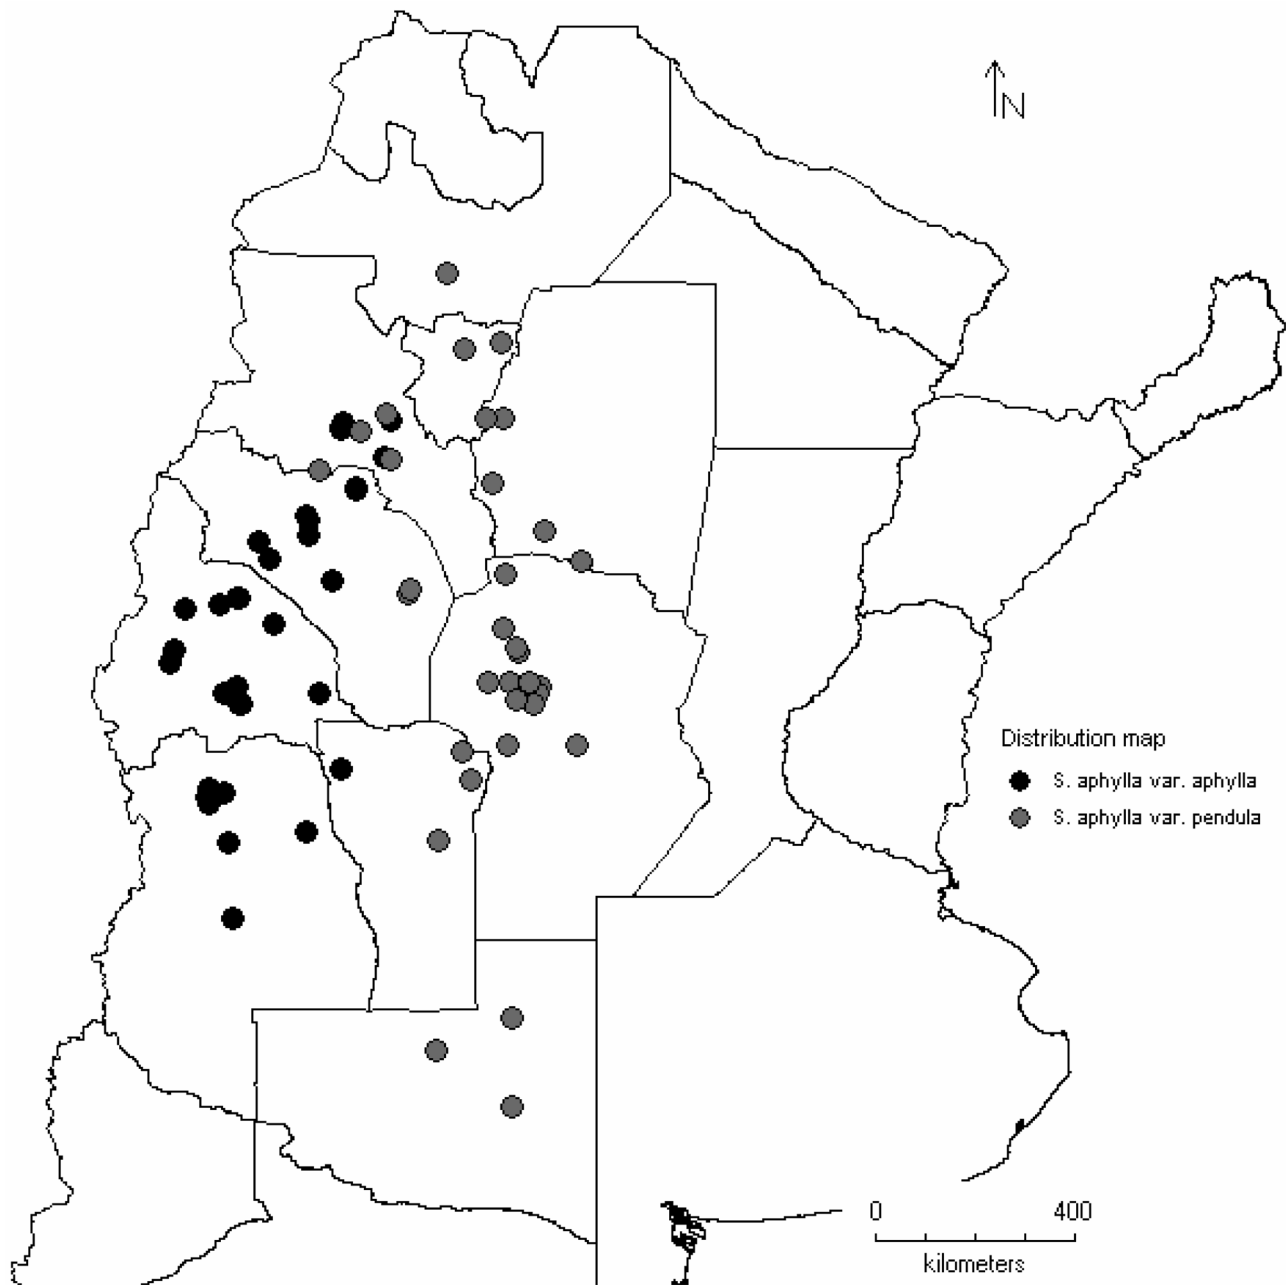 N
Distribution map
S. aphylla var. aphylla
S. aphylla var. pendula
0 400
kilometers